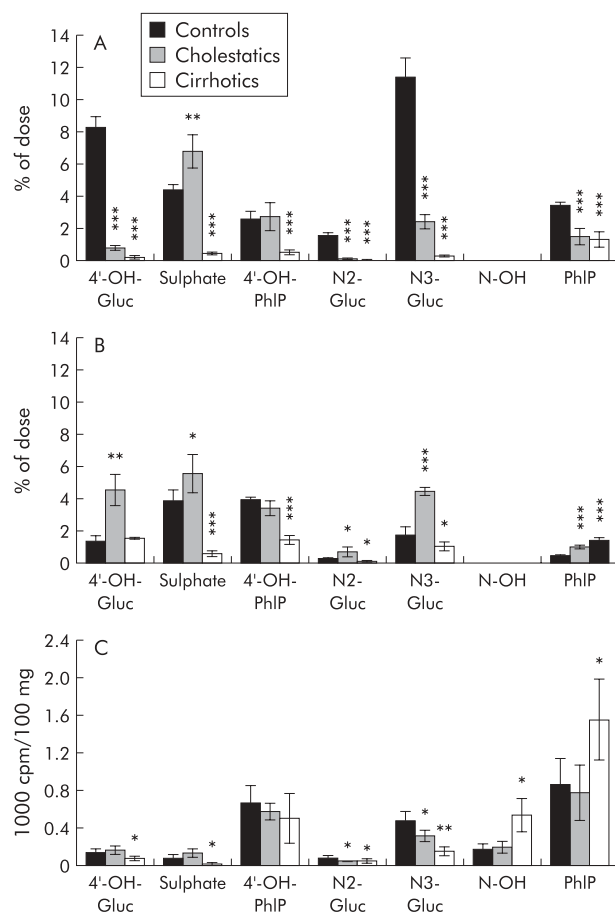 A
Controls
Cholestatics
Cirrhotics
% of dose
14
12
10
8
6
4
2
0
*** *** ** *** *** *** *** *** *** *** ***
4'-OH-Gluc Sulphate 4'-OH-PhIP N2-Gluc N3-Gluc N-OH PhIP
B
% of dose
14
12
10
8
6
4
2
0
** * *** *** * * *** * *** ***
4'-OH-Gluc Sulphate 4'-OH-PhIP N2-Gluc N3-Gluc N-OH PhIP
C
1000 cpm/100 mg
2.4
2.0
1.6
1.2
0.8
0.4
0
* * * * * ** * *
4'-OH-Gluc Sulphate 4'-OH-PhIP N2-Gluc N3-Gluc N-OH PhIP